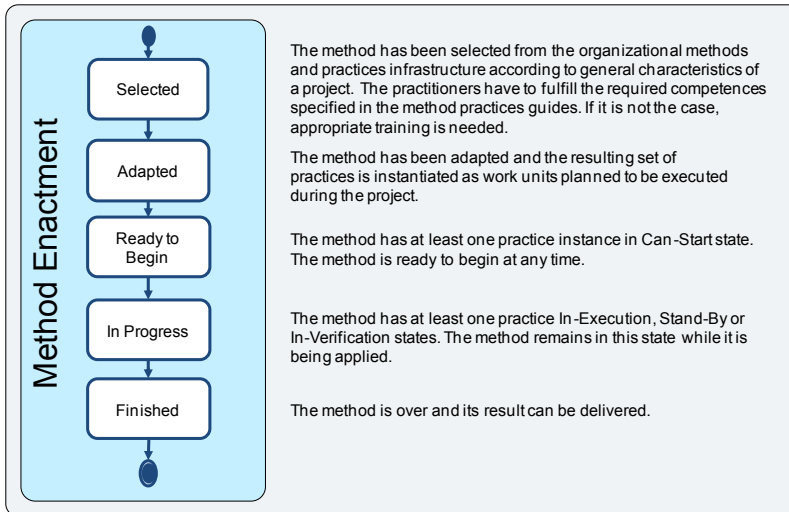 Method Enactment
Selected
The method has been selected from the organizational methods
and practices infrastructure according to general characteristics of
a project. The practitioners have to fulfill the required competences
specified in the method practices guides. If it is not the case,
appropriate training is needed.
Adapted
The method has been adapted and the resulting set of
practices is instantiated as work units planned to be executed
during the project.
Ready to
Begin
The method has at least one practice instance in Can-Start state.
The method is ready to begin at any time.
In Progress
The method has at least one practice In-Execution, Stand-By or
In-Verification states. The method remains in this state while it is
being applied.
Finished
The method is over and its result can be delivered.